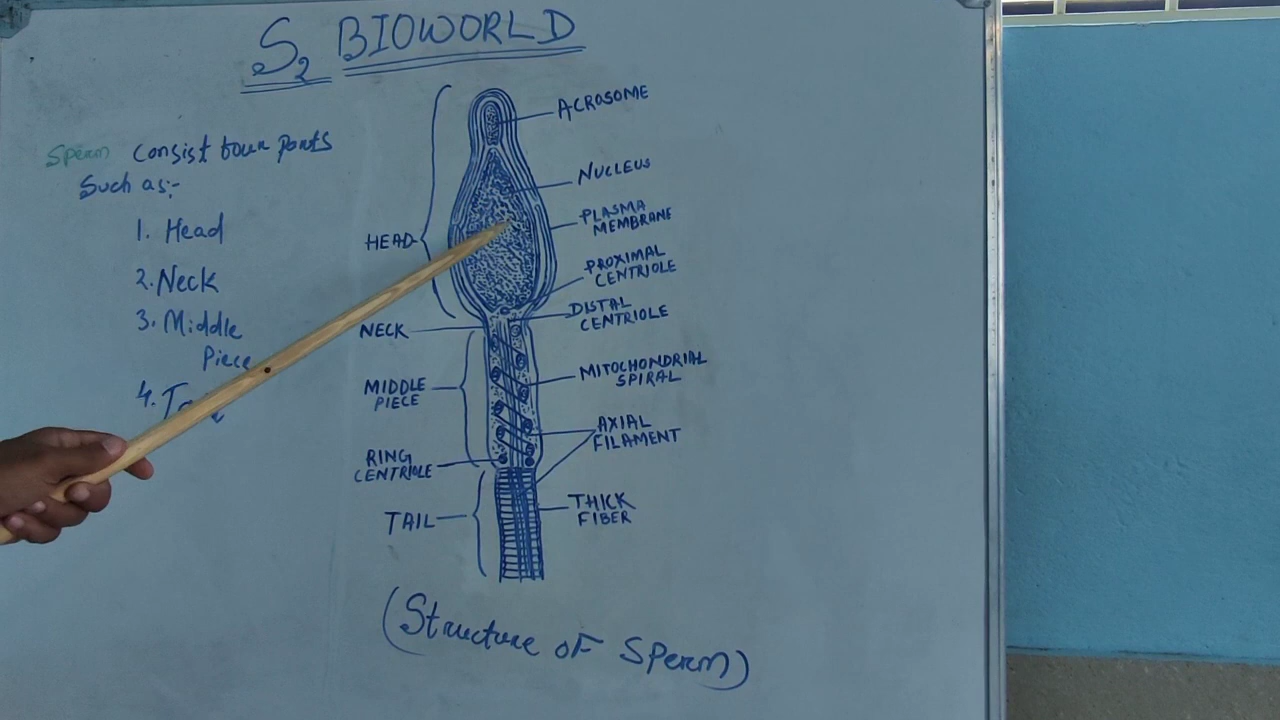 S2 BIOWORLD
Sperm consist four parts
Such as:-
1. Head
2. Neck
3. Middle
Piece
4.
HEAD
NECK
MIDDLE
PIECE
RING
CENTRIOLE
TAIL
ACROSOME
NUCLEUS
PLASMA
MEMBRANE
PROXIMAL
CENTRIOLE
DISTAL
CENTRIOLE
MITOCHONDRIAL
SPIRAL
AXIAL
FILAMENT
THICK
FIBER
(Structure of Sperm)